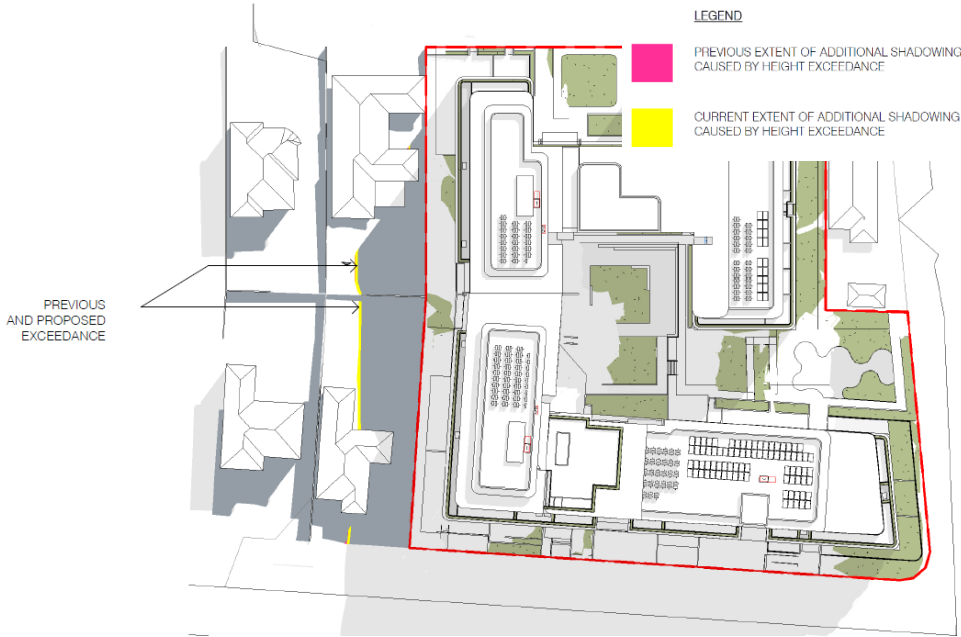 LEGEND
PREVIOUS EXTENT OF ADDITIONAL SHADOWING
CAUSED BY HEIGHT EXCEEDANCE
CURRENT EXTENT OF ADDITIONAL SHADOWING
CAUSED BY HEIGHT EXCEEDANCE
PREVIOUS
AND PROPOSED
EXCEEDANCE